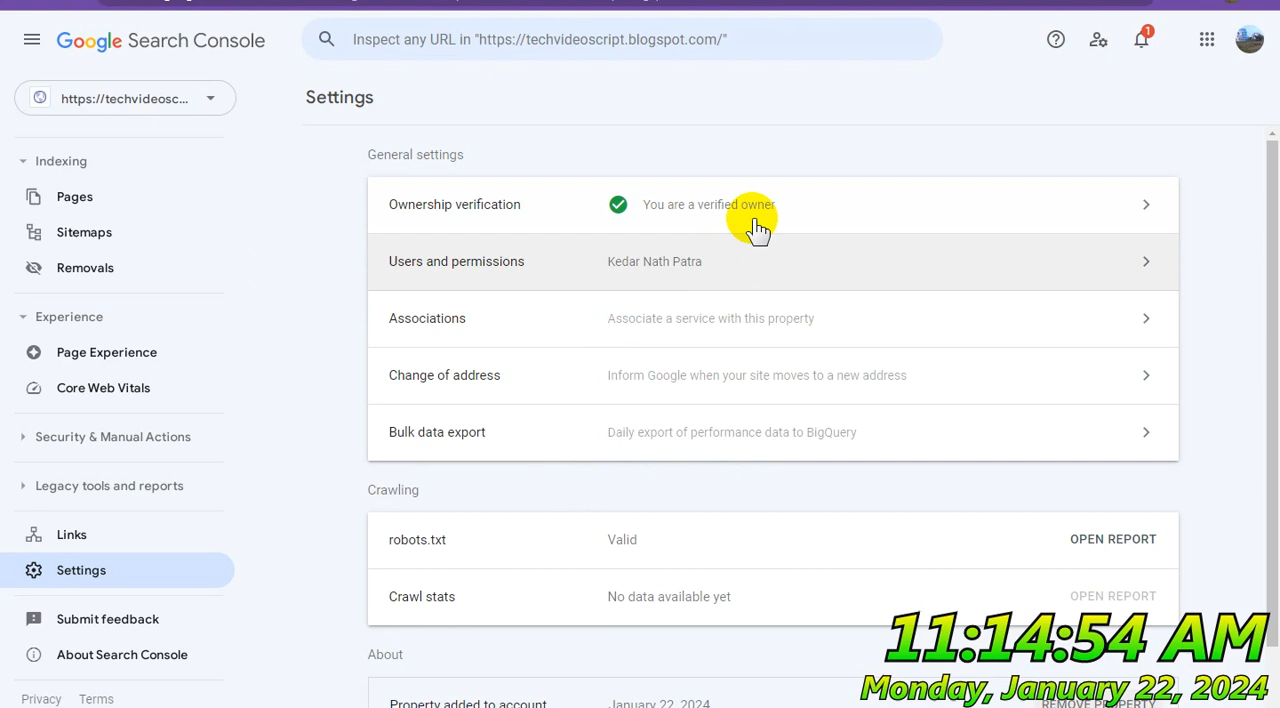 Google Search Console
Inspect any URL in "https://techvideoscript.blogspot.com/"
1
https://techvideosc...
Settings
Indexing
Pages
Sitemaps
Removals
Experience
Page Experience
Core Web Vitals
Security & Manual Actions
Legacy tools and reports
Links
Settings
Submit feedback
About Search Console
Privacy Terms
General settings
Ownership verification You are a verified owner
Users and permissions Kedar Nath Patra
Associations Associate a service with this property
Change of address Inform Google when your site moves to a new address
Bulk data export Daily export of performance data to BigQuery
Crawling
robots.txt Valid OPEN REPORT
Crawl stats No data available yet OPEN REPORT
About
Property added to account January 22, 2024 REMOVE PROPERTY
11:14:54 AM
Monday, January 22, 2024